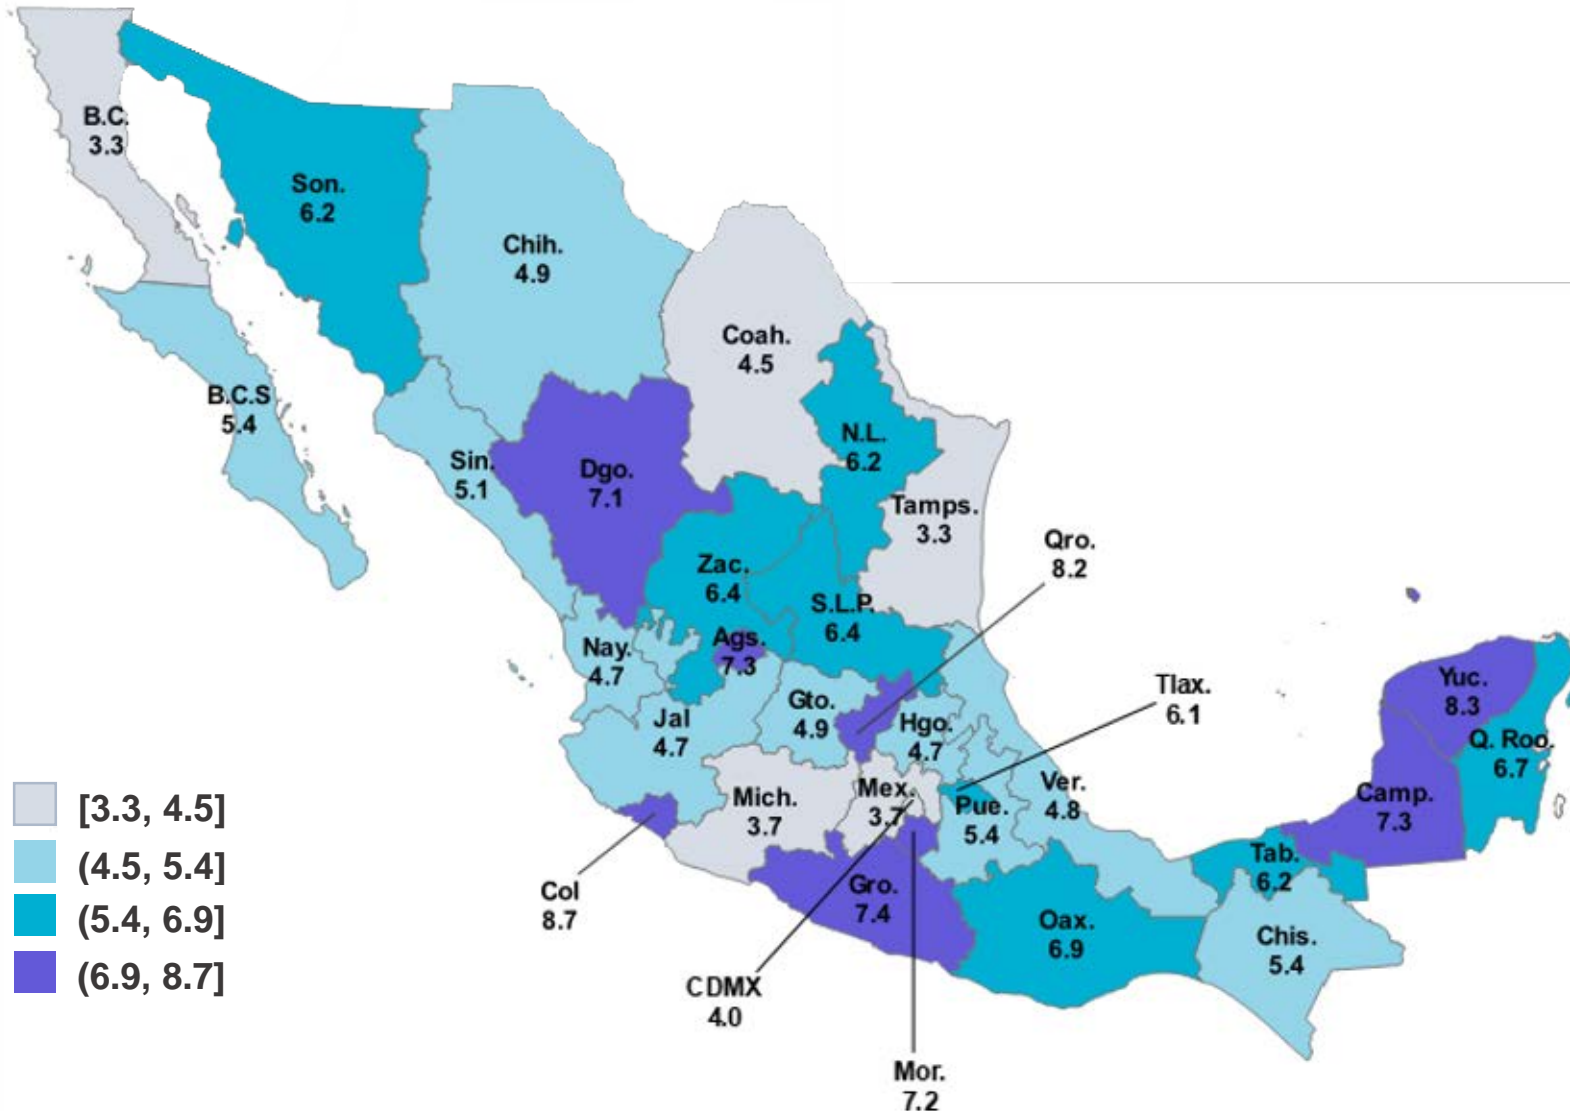 B.C.
3.3
Son.
6.2
Chih.
4.9
Coah.
4.5
B.C.S
5.4
N.L.
6.2
Sin.
5.1
Dgo.
7.1
Tamps.
3.3
Qro.
8.2
Zac.
6.4
S.L.P.
6.4
Ags.
7.3
Nay.
4.7
Tlax.
6.1
Yuc.
8.3
Gto.
4.9
Jal
4.7
Hgo.
4.7
Q. Roo.
6.7
Ver.
4.8
Mex.
3.7
Mich.
3.7
Pue.
5.4
Camp.
7.3
[3.3, 4.5]
(4.5, 5.4]
(5.4, 6.9]
(6.9, 8.7]
Tab.
6.2
Col
8.7
Gro.
7.4
Oax.
6.9
Chis.
5.4
CDMX
4.0
Mor.
7.2